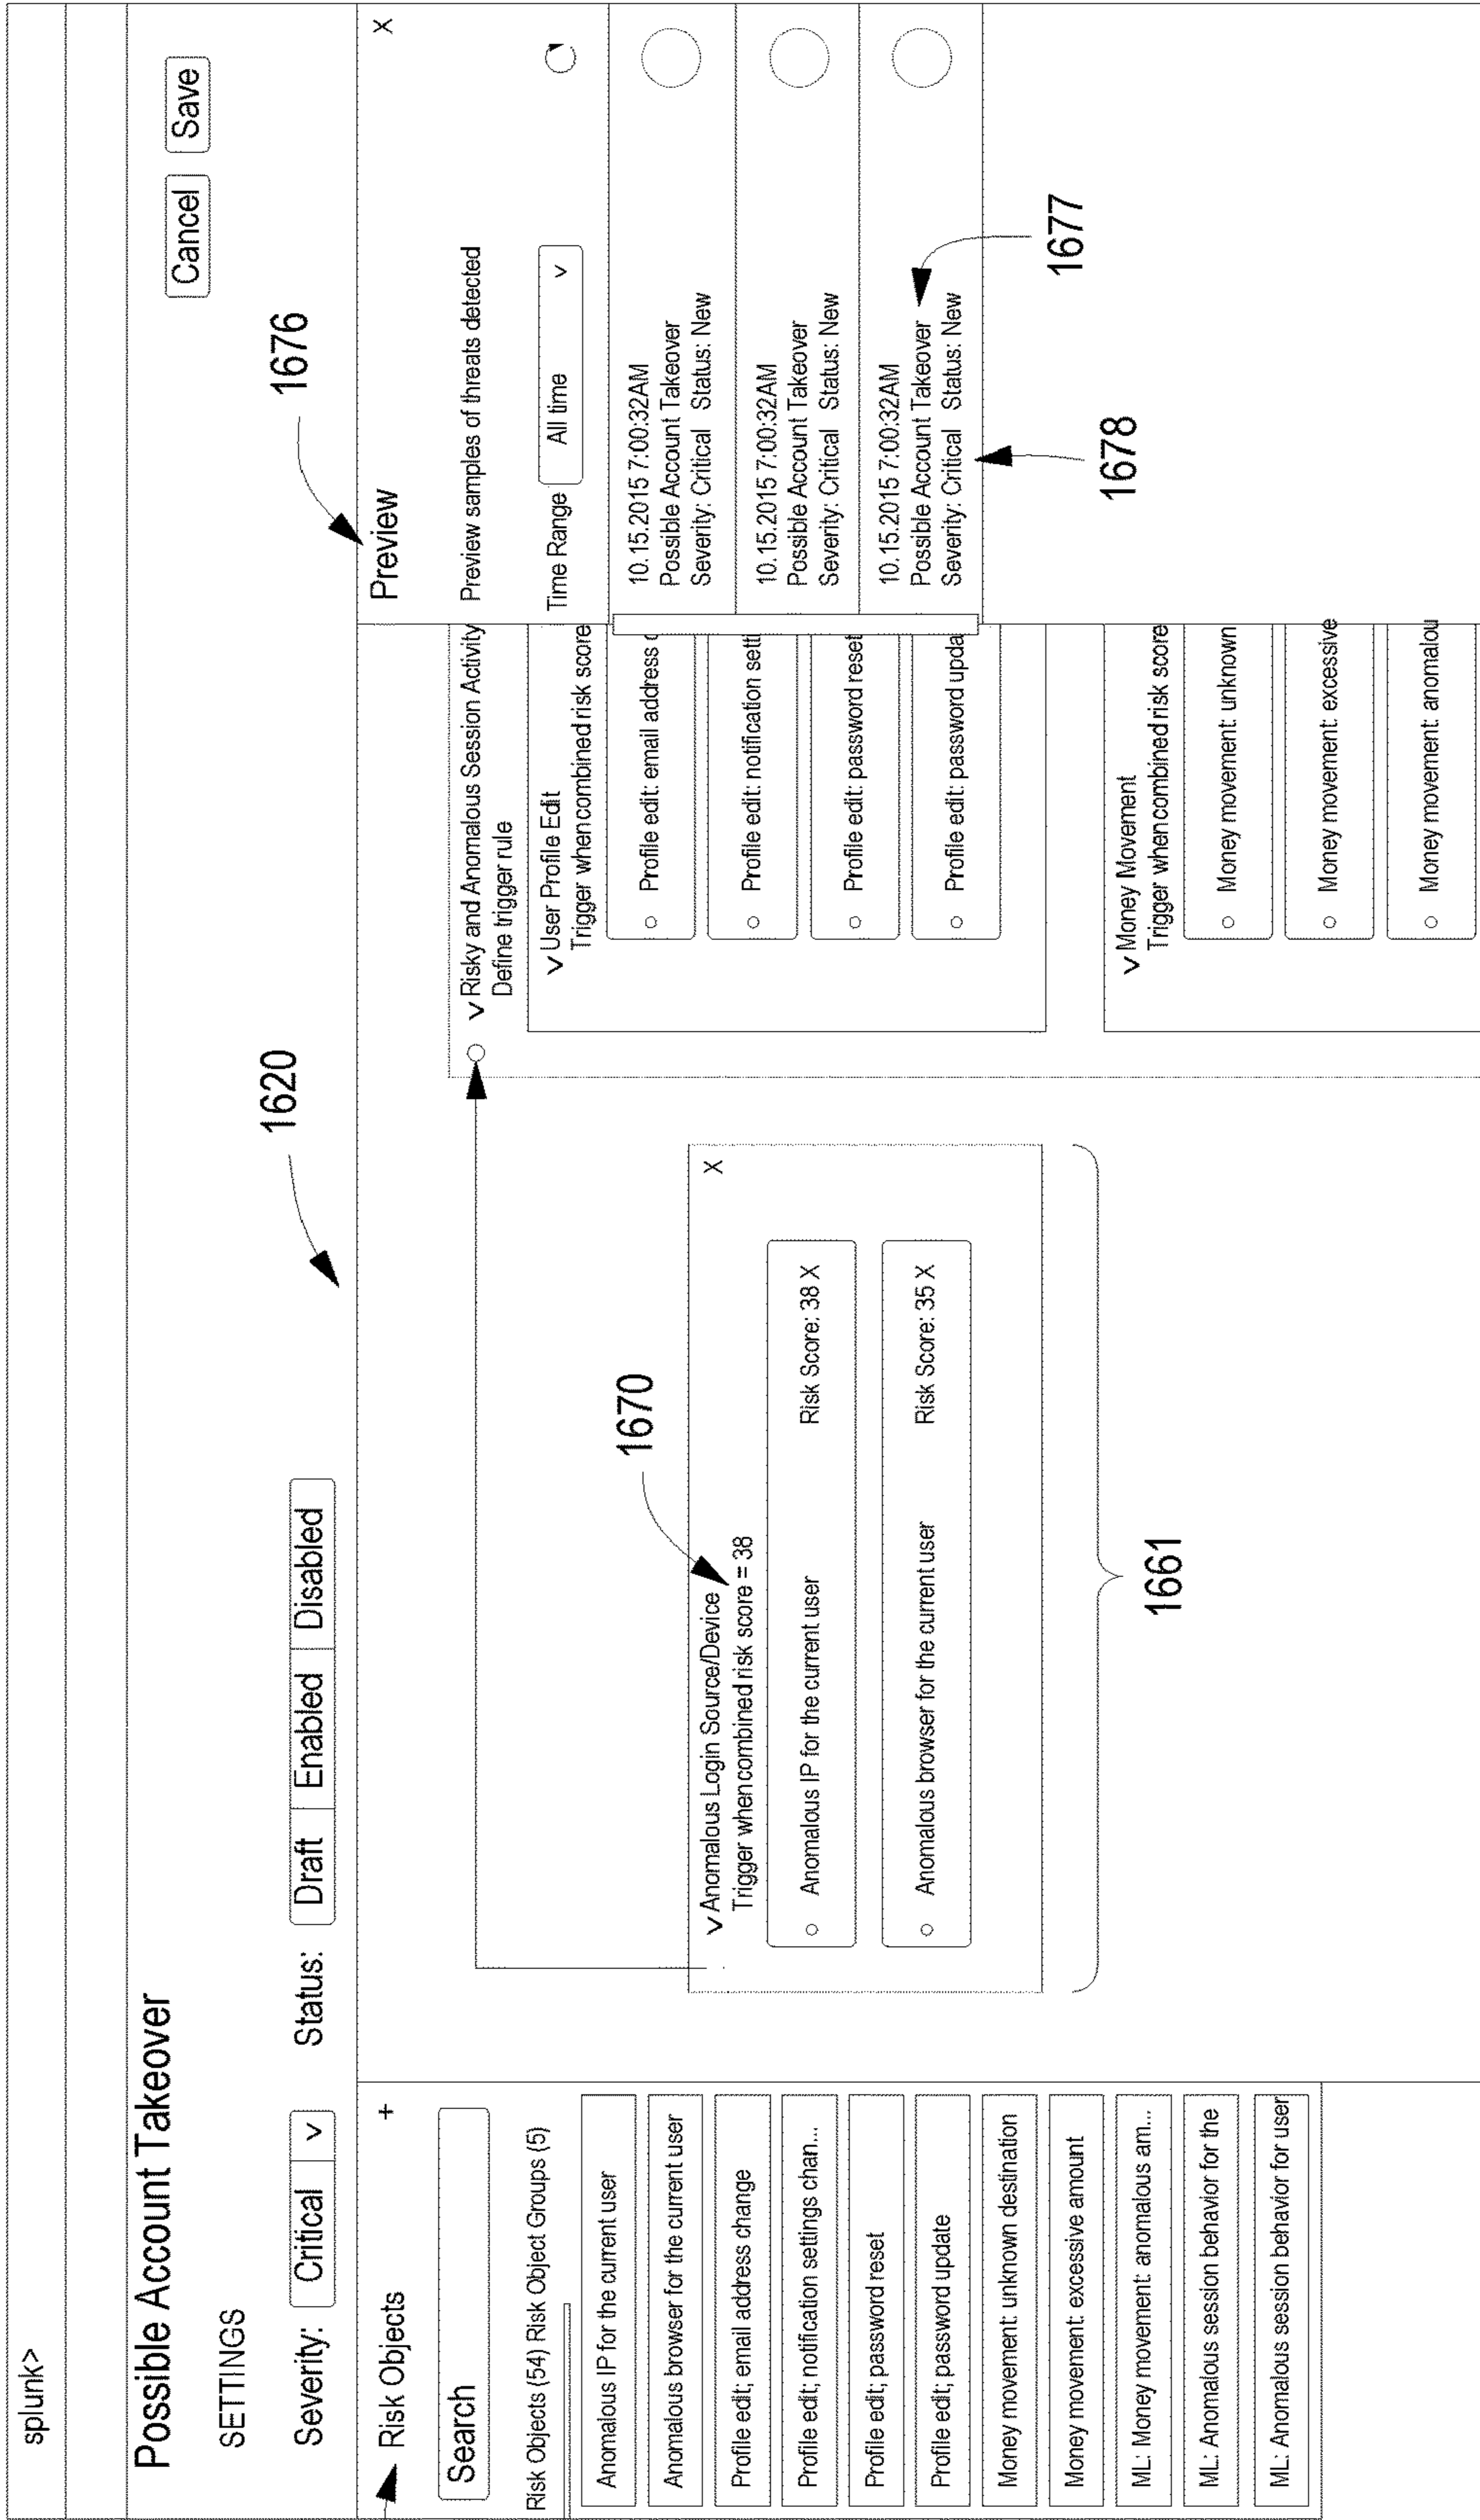 splunk>
Possible Account Takeover
Cancel
Save
SETTINGS
Severity:
Critical v
Status:
Draft
Enabled
Disabled
1620
1676
Risk Objects
+
Search
Risk Objects (54) Risk Object Groups (5)
Anomalous IP for the current user
Anomalous browser for the current user
Profile edit; email address change
Profile edit; notification settings chan...
Profile edit; password reset
Profile edit; password update
Money movement: unknown destination
Money movement: excessive amount
ML: Money movement: anomalous am...
ML: Anomalous session behavior for the
ML: Anomalous session behavior for user
1670
v Anomalous Login Source/Device
X
Trigger when combined risk score = 38
Anomalous IP for the current user
Risk Score: 38 X
Anomalous browser for the current user
Risk Score: 35 X
1661
v Risky and Anomalous Session Activity
Define trigger rule
v User Profile Edit
Trigger when combined risk score
Profile edit: email address
Profile edit: notification setti
Profile edit: password reset
Profile edit: password upda
v Money Movement
Trigger when combined risk score
Money movement: unknown
Money movement: excessive
Money movement: anomalou
Preview
X
Preview samples of threats detected
Time Range
All time v
10.15.2015 7:00:32AM
Possible Account Takeover
Severity: Critical Status: New
10.15.2015 7:00:32AM
Possible Account Takeover
Severity: Critical Status: New
10.15.2015 7:00:32AM
Possible Account Takeover
Severity: Critical Status: New
1677
1678